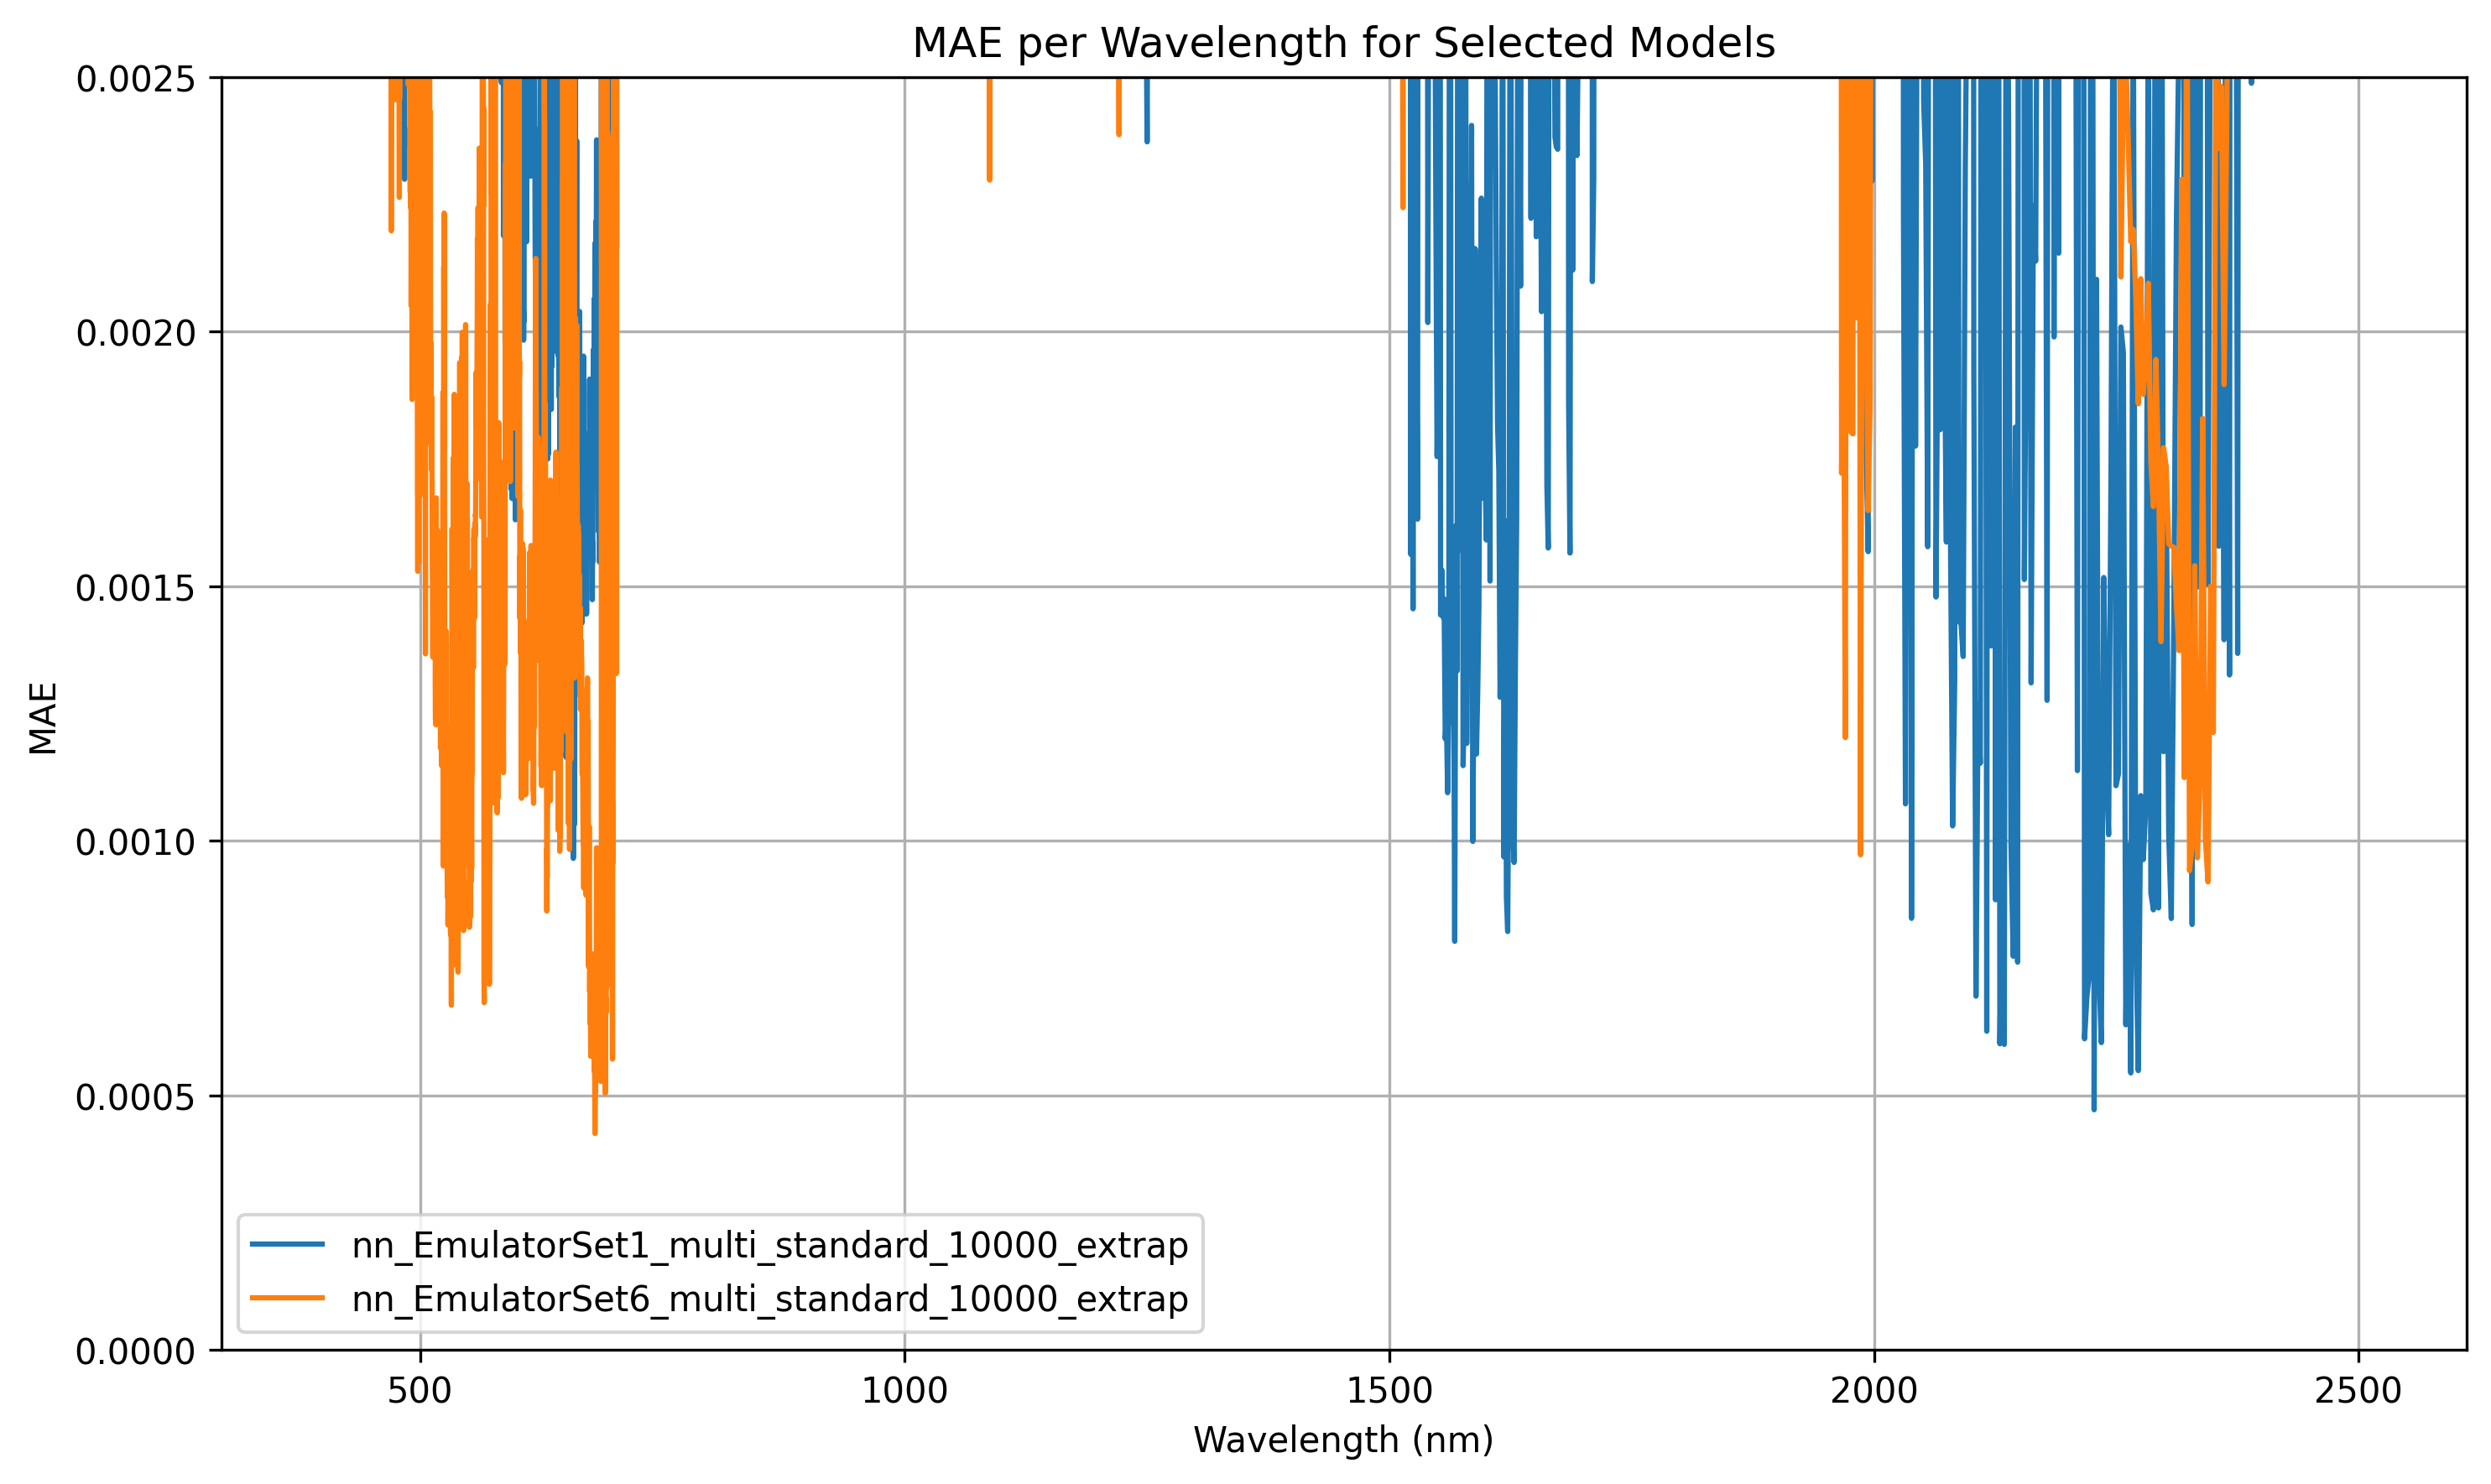 MAE per Wavelength for Selected Models
0.0025
0.0020
0.0015
0.0010
0.0005
0.0000
MAE
nn_EmulatorSet1_multi_standard_10000_extrap
nn_EmulatorSet6_multi_standard_10000_extrap
500 1000 1500 2000 2500
Wavelength (nm)